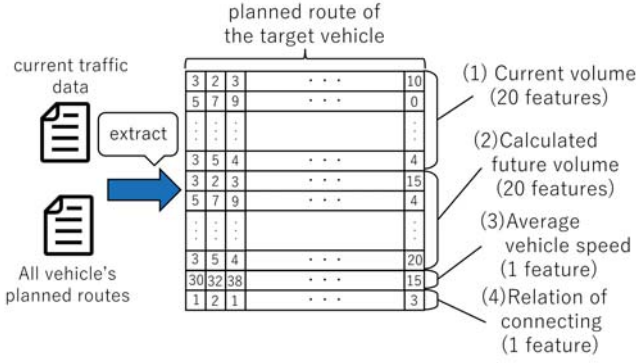 planned route of
the target vehicle
current traffic
data
extract
All vehicle's
planned routes
3 2 3 · · · 10
5 7 9 · · · 0
3 5 4 · · · 4
3 2 3 · · · 15
5 7 9 · · · 4
3 5 4 · · · 20
30 32 38 · · · 15
1 2 1 · · · 3
(1) Current volume
(20 features)
(2)Calculated
future volume
(20 features)
(3)Average
vehicle speed
(1 feature)
(4)Relation of
connecting
(1 feature)